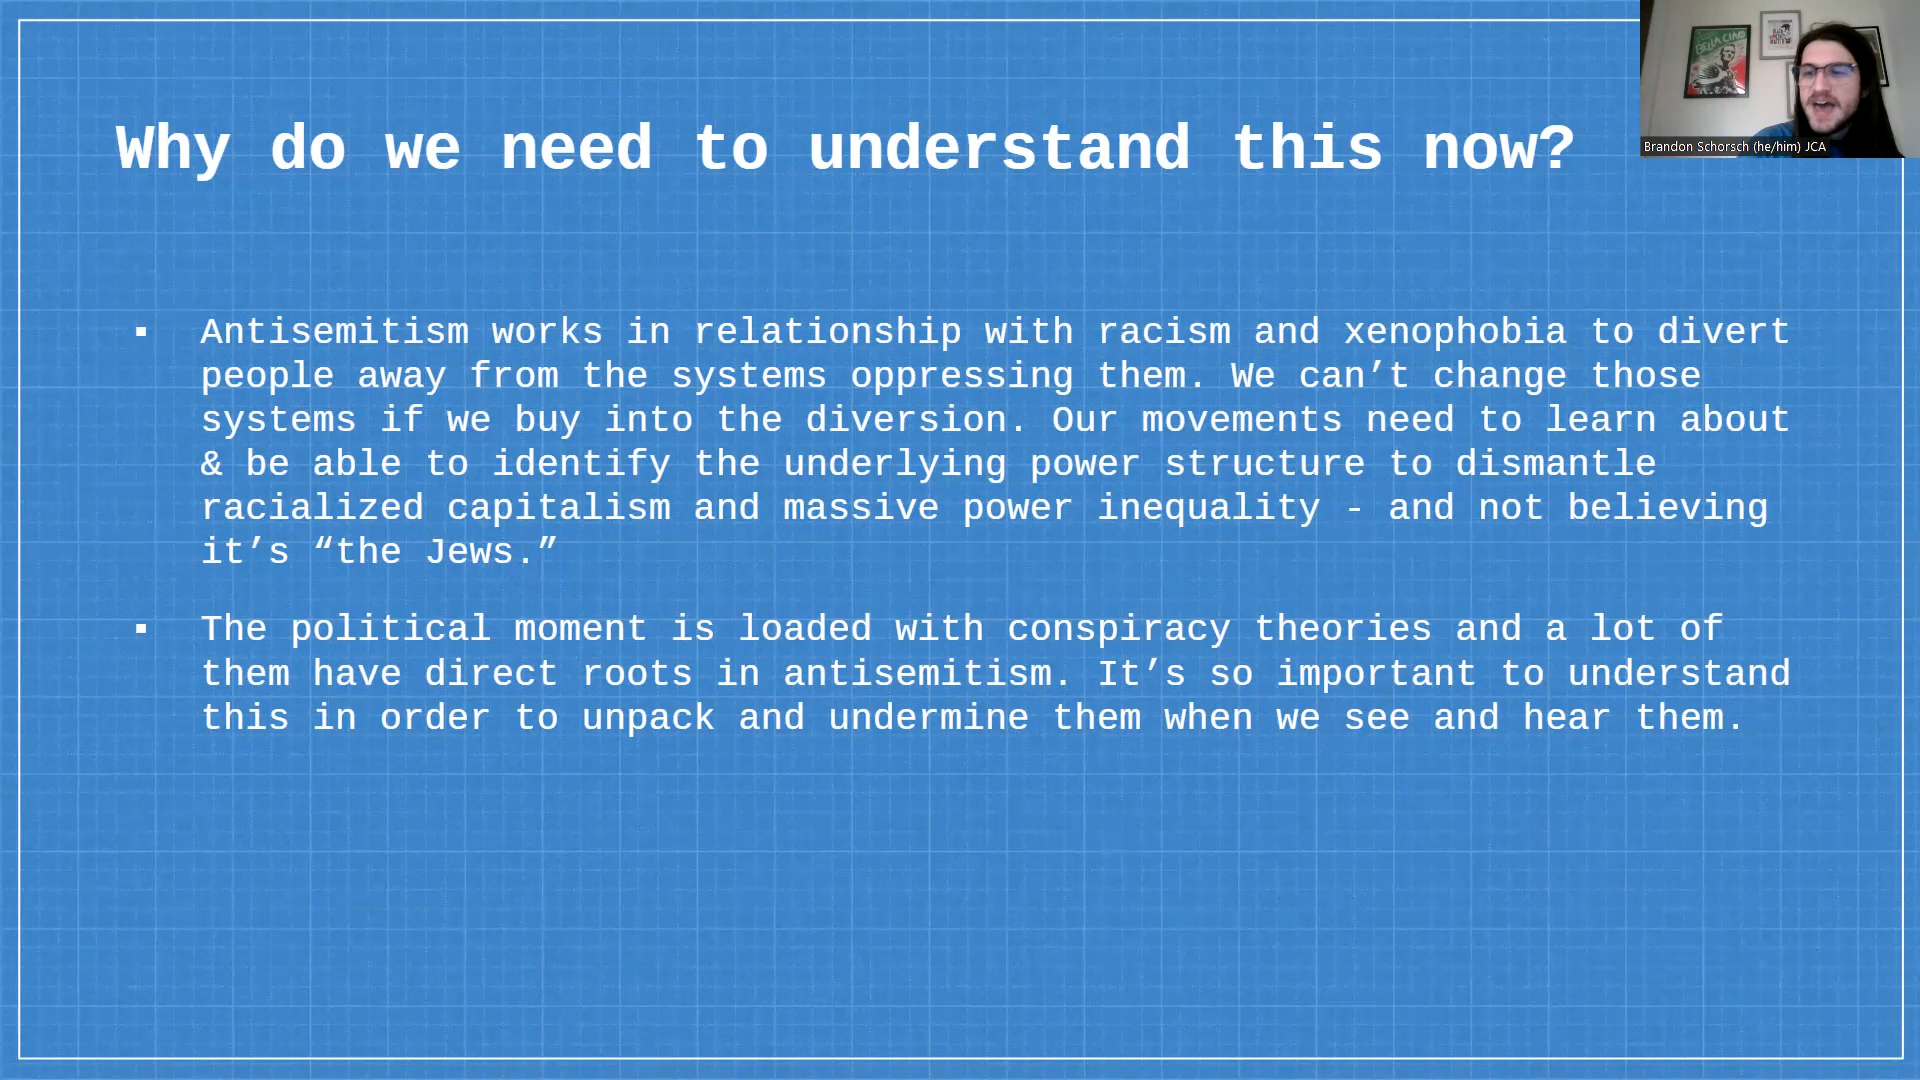 Why do we need to understand this now?
BELLA CIAO
Brandon Schorsch (he/him) JCA
▪ Antisemitism works in relationship with racism and xenophobia to divert
people away from the systems oppressing them. We can’t change those
systems if we buy into the diversion. Our movements need to learn about
& be able to identify the underlying power structure to dismantle
racialized capitalism and massive power inequality - and not believing
it’s “the Jews.”
▪ The political moment is loaded with conspiracy theories and a lot of
them have direct roots in antisemitism. It’s so important to understand
this in order to unpack and undermine them when we see and hear them.